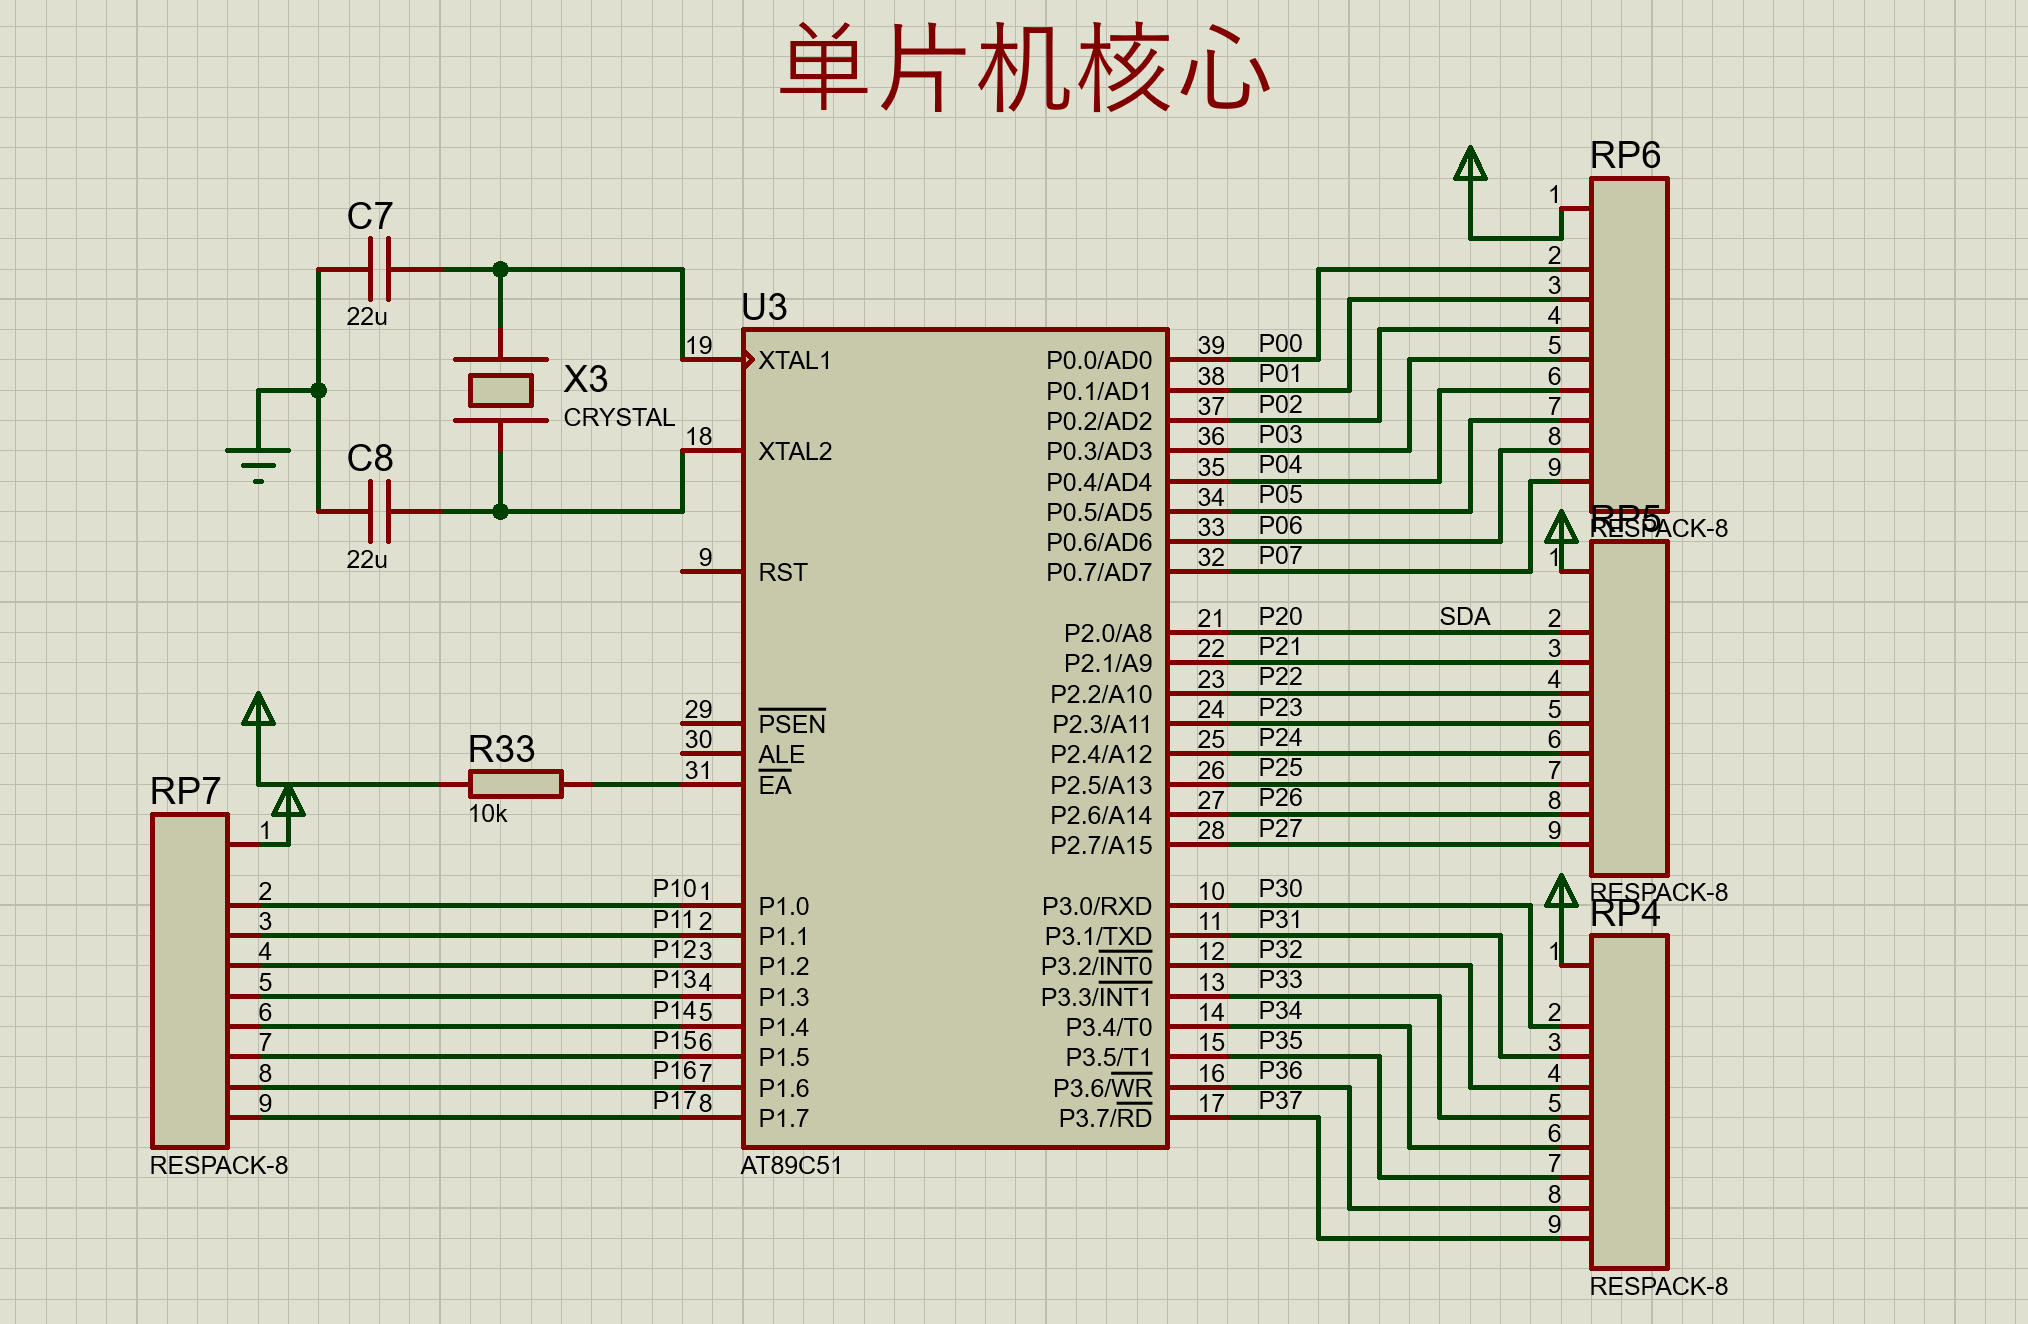 单片机核心
C7
22u
C8
22u
X3
CRYSTAL
U3
19 XTAL1
18 XTAL2
9 RST
29 PSEN
30 ALE
31 EA
R33
10k
RP7
1
2 P10 1 P1.0
3 P11 2 P1.1
4 P12 3 P1.2
5 P13 4 P1.3
6 P14 5 P1.4
7 P15 6 P1.5
8 P16 7 P1.6
9 P17 8 P1.7
RESPACK-8
AT89C51
P0.0/AD0 39 P00
P0.1/AD1 38 P01
P0.2/AD2 37 P02
P0.3/AD3 36 P03
P0.4/AD4 35 P04
P0.5/AD5 34 P05
P0.6/AD6 33 P06
P0.7/AD7 32 P07
P2.0/A8 21 P20 SDA 2
P2.1/A9 22 P21 3
P2.2/A10 23 P22 4
P2.3/A11 24 P23 5
P2.4/A12 25 P24 6
P2.5/A13 26 P25 7
P2.6/A14 27 P26 8
P2.7/A15 28 P27 9
P3.0/RXD 10 P30
P3.1/TXD 11 P31
P3.2/INT0 12 P32
P3.3/INT1 13 P33
P3.4/T0 14 P34
P3.5/T1 15 P35
P3.6/WR 16 P36
P3.7/RD 17 P37
RP6
1
2
3
4
5
6
7
8
9
RESPACK-8
RP5
1
RESPACK-8
RP4
1
2
3
4
5
6
7
8
9
RESPACK-8